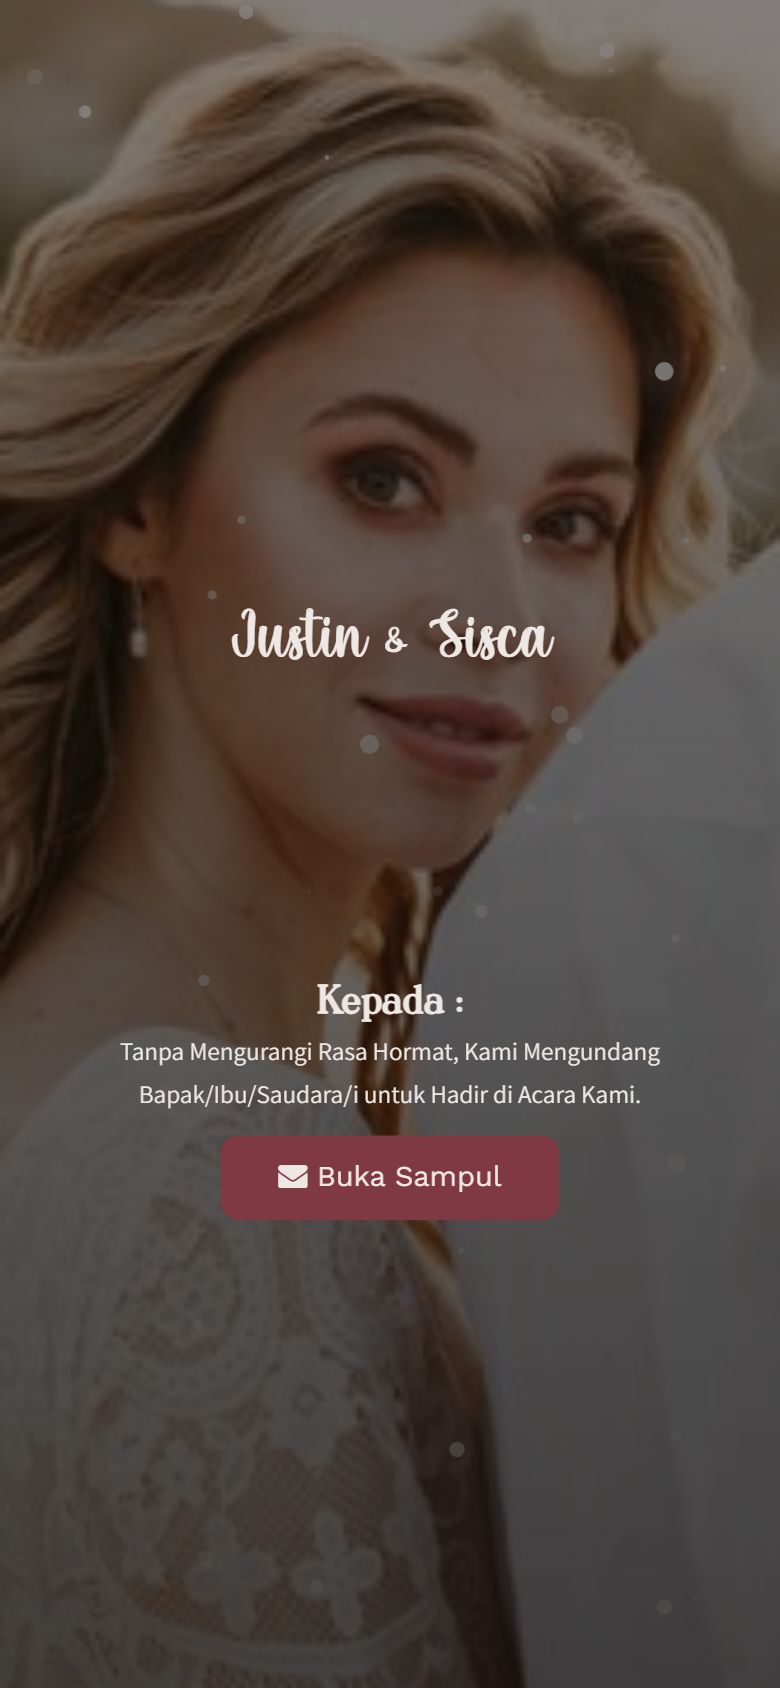 Justin & Sisca
Kepada :
Tanpa Mengurangi Rasa Hormat, Kami Mengundang
Bapak/Ibu/Saudara/i untuk Hadir di Acara Kami.
Buka Sampul